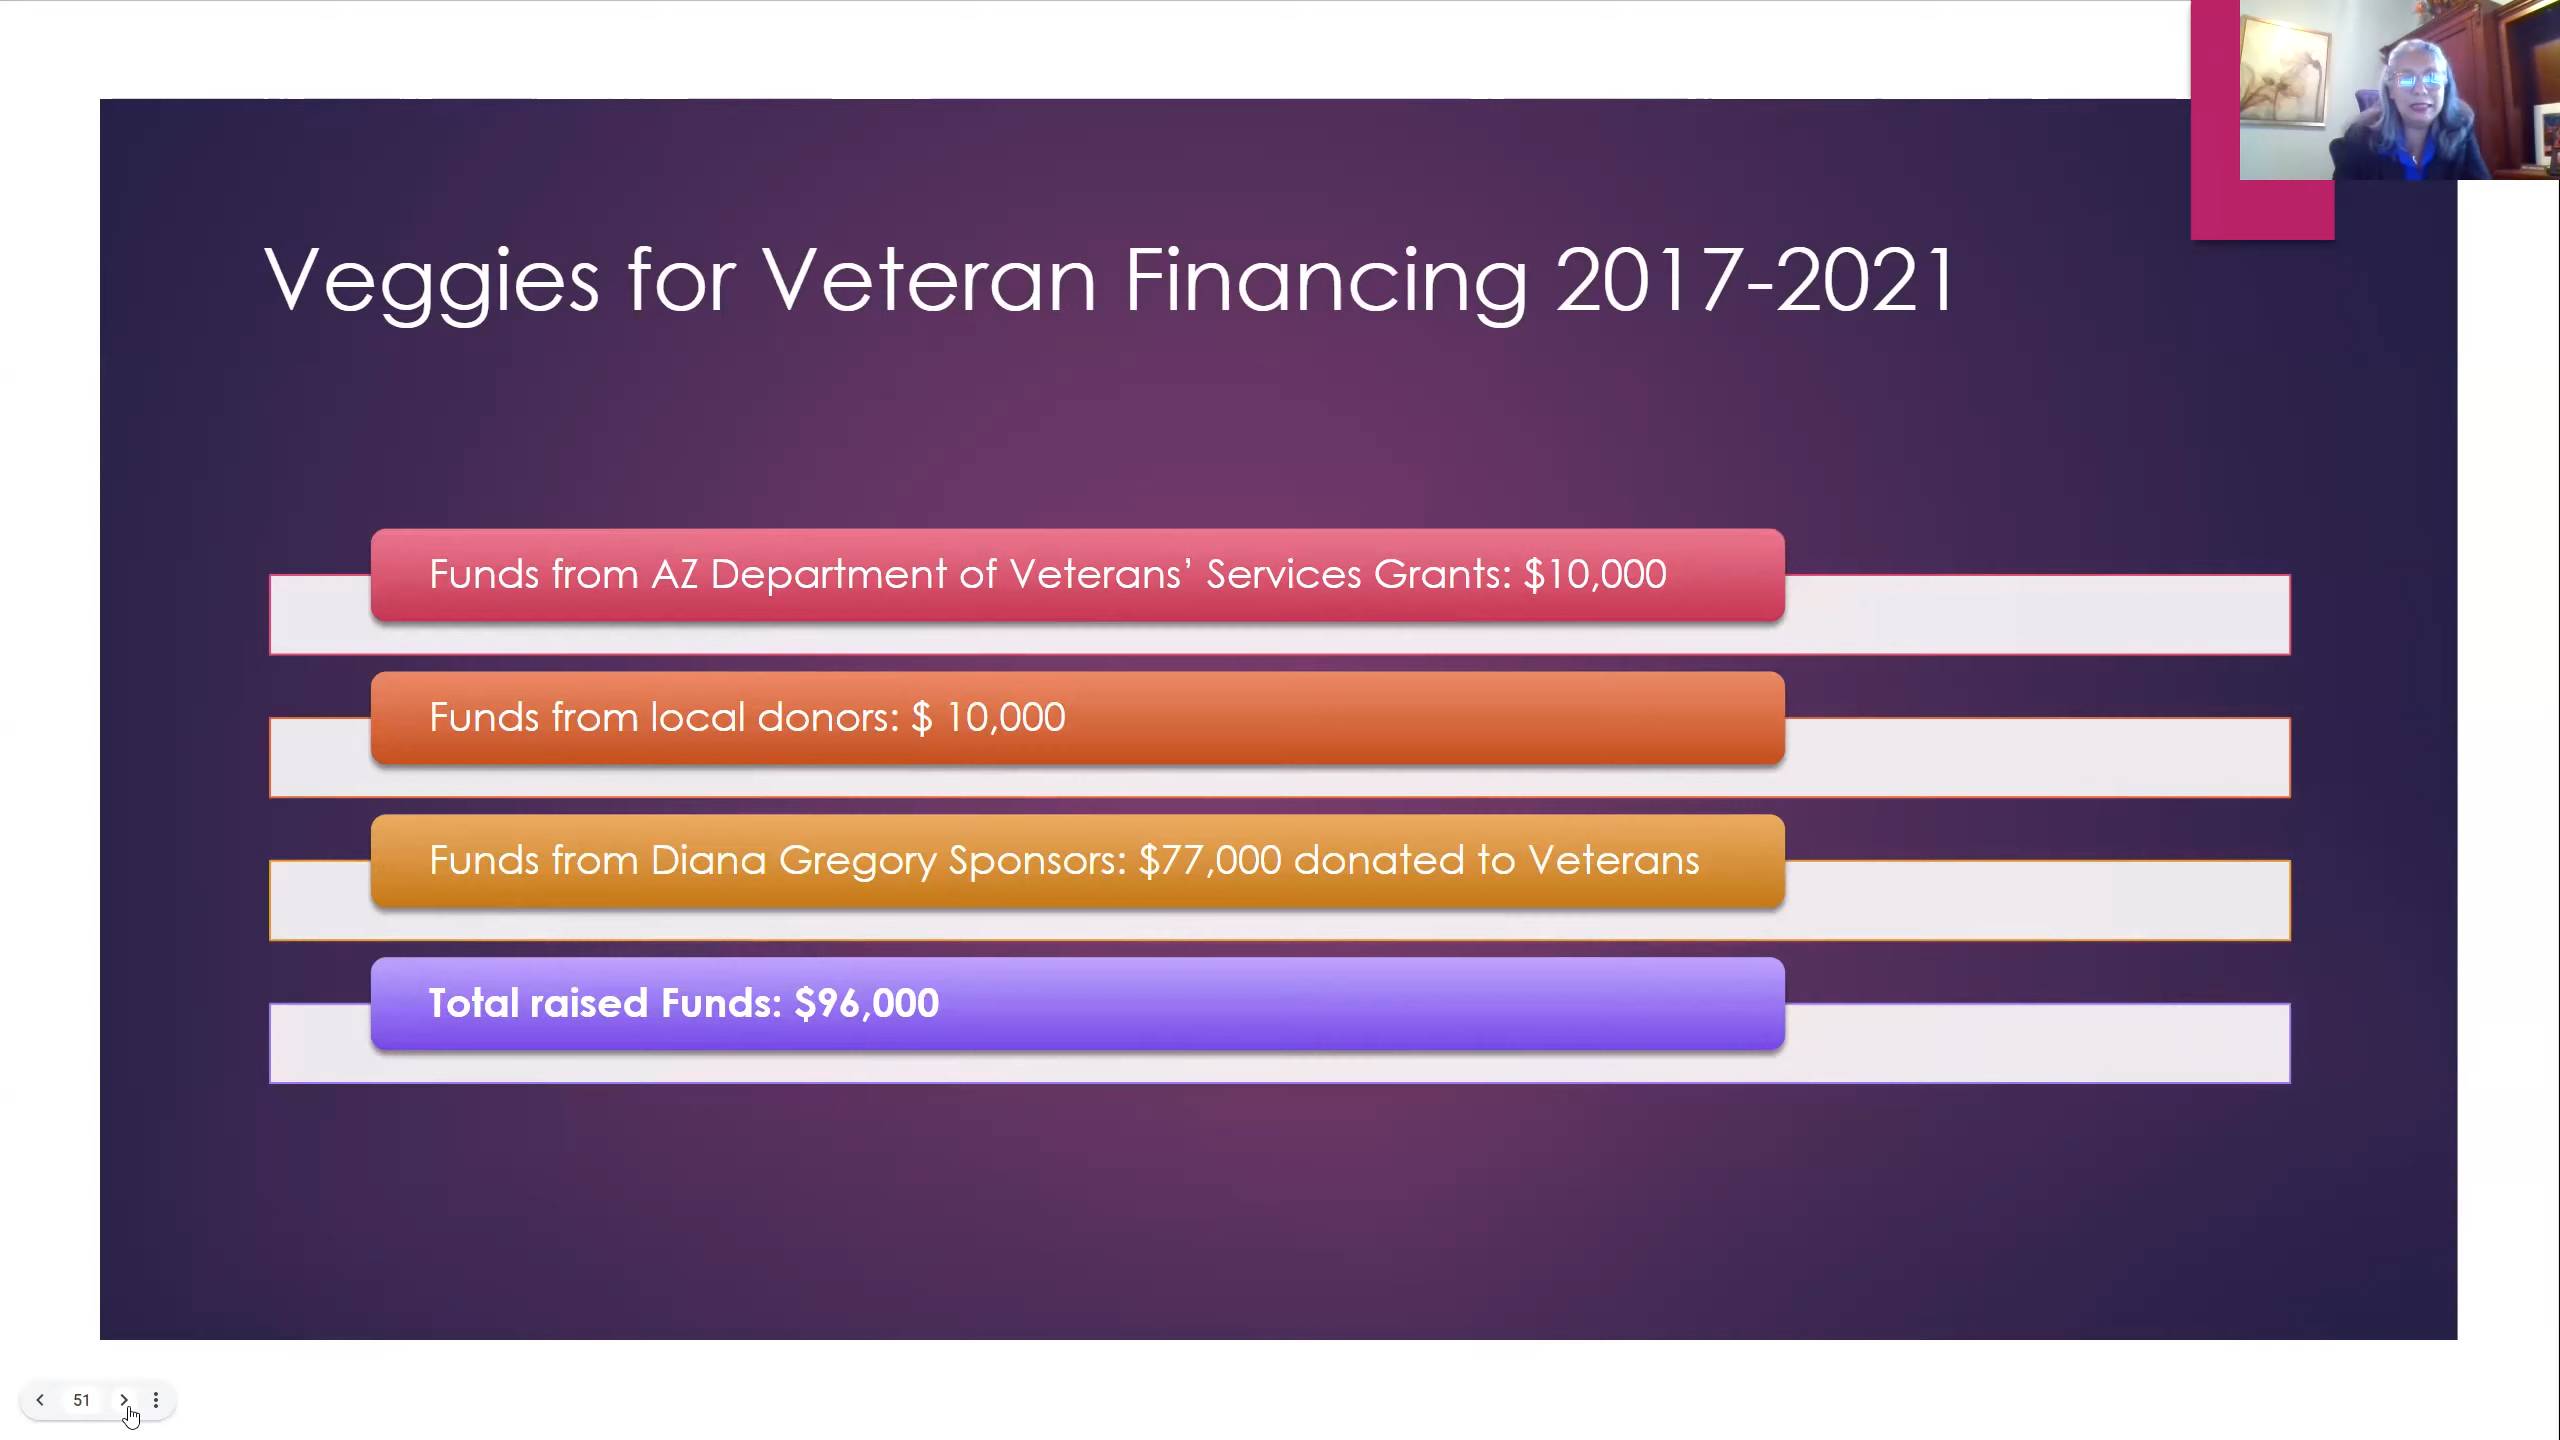 Veggies for Veteran Financing 2017-2021
Funds from AZ Department of Veterans’ Services Grants: $10,000
Funds from local donors: $ 10,000
Funds from Diana Gregory Sponsors: $77,000 donated to Veterans
Total raised Funds: $96,000
51